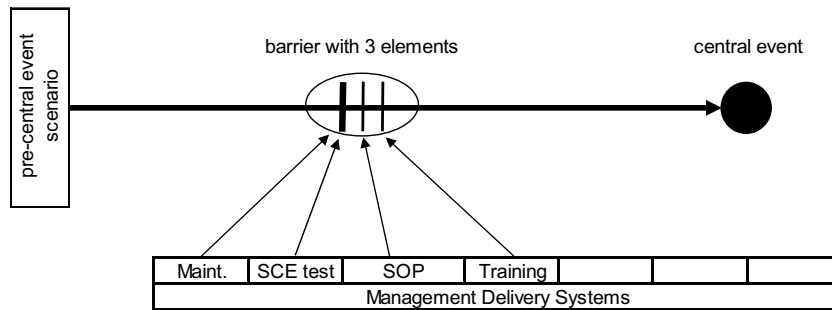 pre-central event
scenario
barrier with 3 elements
central event
Maint.
SCE test
SOP
Training
Management Delivery Systems